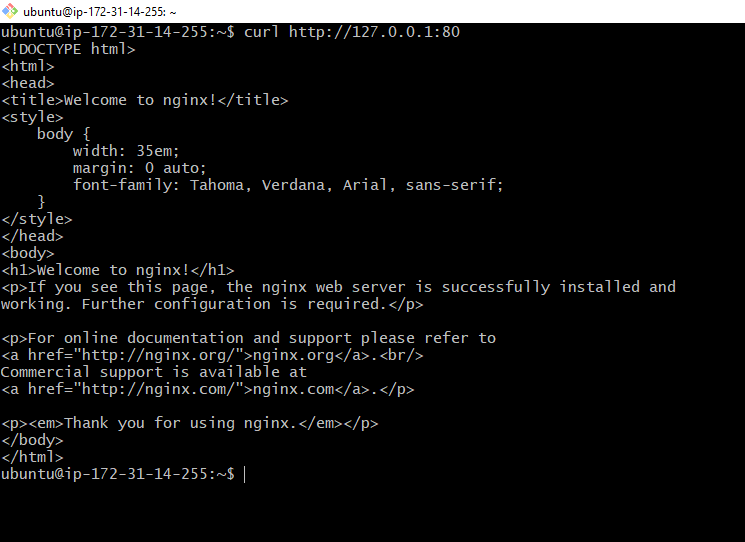 ubuntu@ip-172-31-14-255: ~
ubuntu@ip-172-31-14-255:~$ curl http://127.0.0.1:80
<!DOCTYPE html>
<html>
<head>
<title>Welcome to nginx!</title>
<style>
    body {
        width: 35em;
        margin: 0 auto;
        font-family: Tahoma, Verdana, Arial, sans-serif;
    }
</style>
</head>
<body>
<h1>Welcome to nginx!</h1>
<p>If you see this page, the nginx web server is successfully installed and
working. Further configuration is required.</p>

<p>For online documentation and support please refer to
<a href="http://nginx.org/">nginx.org</a>.<br/>
Commercial support is available at
<a href="http://nginx.com/">nginx.com</a>.</p>

<p><em>Thank you for using nginx.</em></p>
</body>
</html>
ubuntu@ip-172-31-14-255:~$